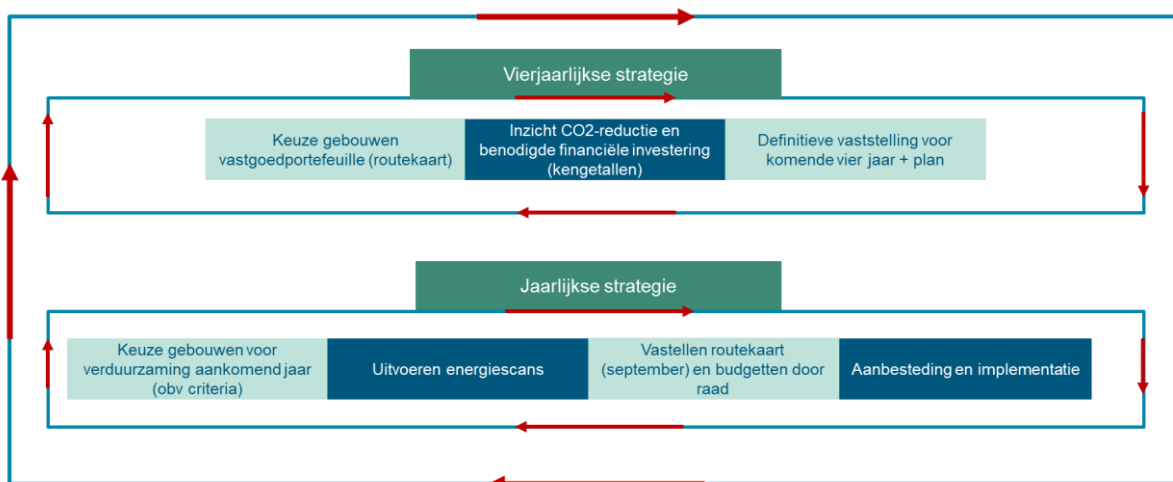 Vierjaarlijkse strategie
Keuze gebouwen
vastgoedportefeuille (routekaart)
Inzicht CO2-reductie en
benodigde financiële investering
(kengetallen)
Definitieve vaststelling voor
komende vier jaar + plan
Jaarlijkse strategie
Keuze gebouwen voor
verduurzaming aankomend jaar
(obv criteria)
Uitvoeren energiescans
Vastellen routekaart
(september) en budgetten door
raad
Aanbesteding en implementatie